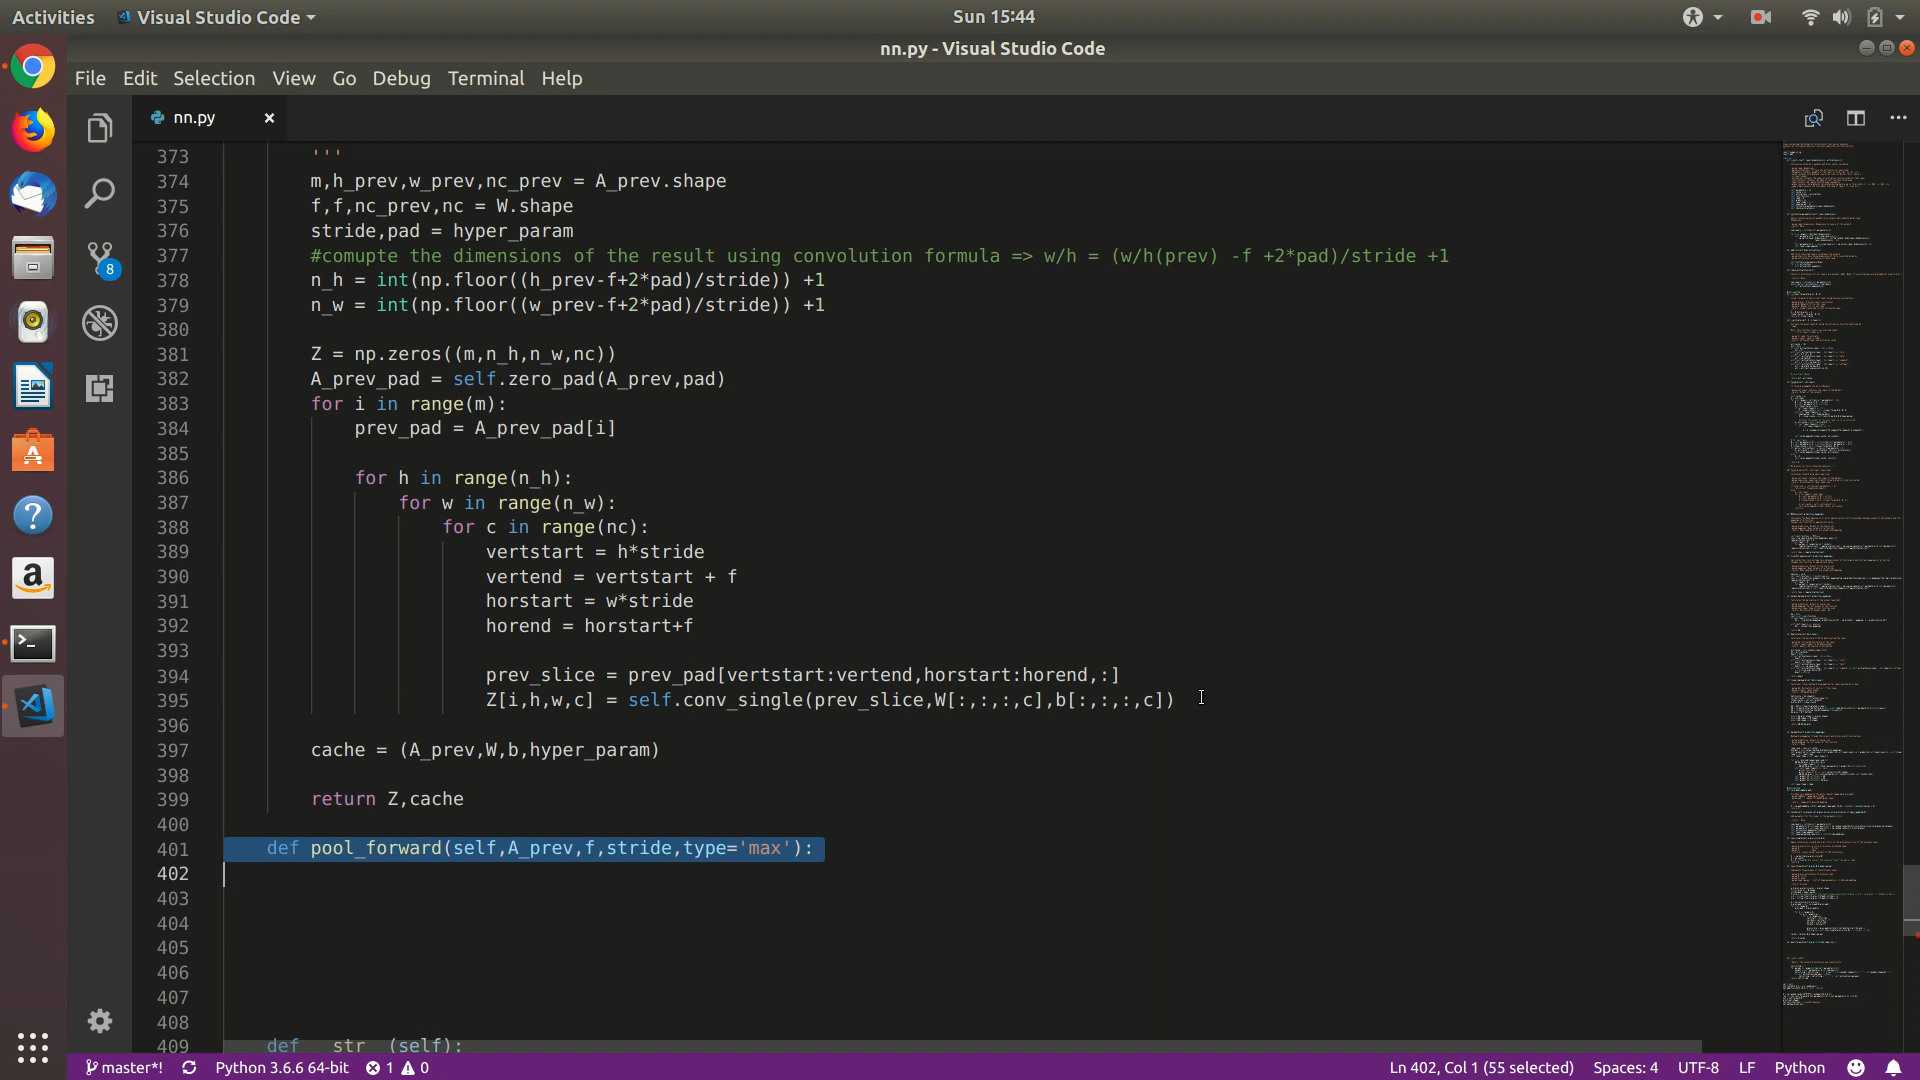 Activities Visual Studio Code Sun 15:44
nn.py - Visual Studio Code
File Edit Selection View Go Debug Terminal Help
nn.py
373 '''
374 m,h_prev,w_prev,nc_prev = A_prev.shape
375 f,f,nc_prev,nc = W.shape
376 stride,pad = hyper_param
377 #comupte the dimensions of the result using convolution formula => w/h = (w/h(prev) -f +2*pad)/stride +1
378 n_h = int(np.floor((h_prev-f+2*pad)/stride)) +1
379 n_w = int(np.floor((w_prev-f+2*pad)/stride)) +1
380
381 Z = np.zeros((m,n_h,n_w,nc))
382 A_prev_pad = self.zero_pad(A_prev,pad)
383 for i in range(m):
384 prev_pad = A_prev_pad[i]
385
386 for h in range(n_h):
387 for w in range(n_w):
388 for c in range(nc):
389 vertstart = h*stride
390 vertend = vertstart + f
391 horstart = w*stride
392 horend = horstart+f
393
394 prev_slice = prev_pad[vertstart:vertend,horstart:horend,:]
395 Z[i,h,w,c] = self.conv_single(prev_slice,W[:,:,:,c],b[:,:,:,c])
396
397 cache = (A_prev,W,b,hyper_param)
398
399 return Z,cache
400
401 def pool_forward(self,A_prev,f,stride,type='max'):
402
403
404
405
406
407
408
409 def __str__(self):
8
master*! Python 3.6.6 64-bit 1 0 Ln 402, Col 1 (55 selected) Spaces: 4 UTF-8 LF Python